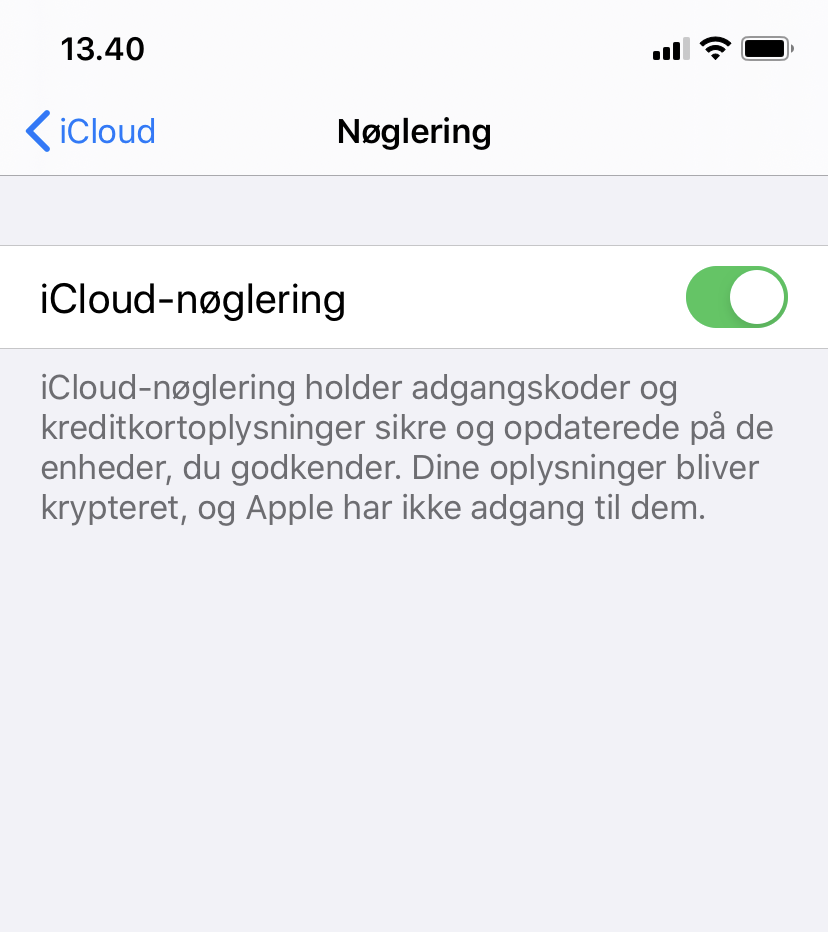 13.40
iCloud
Nøglering
iCloud-nøglering
iCloud-nøglering holder adgangskoder og
kreditkortoplysninger sikre og opdaterede på de
enheder, du godkender. Dine oplysninger bliver
krypteret, og Apple har ikke adgang til dem.